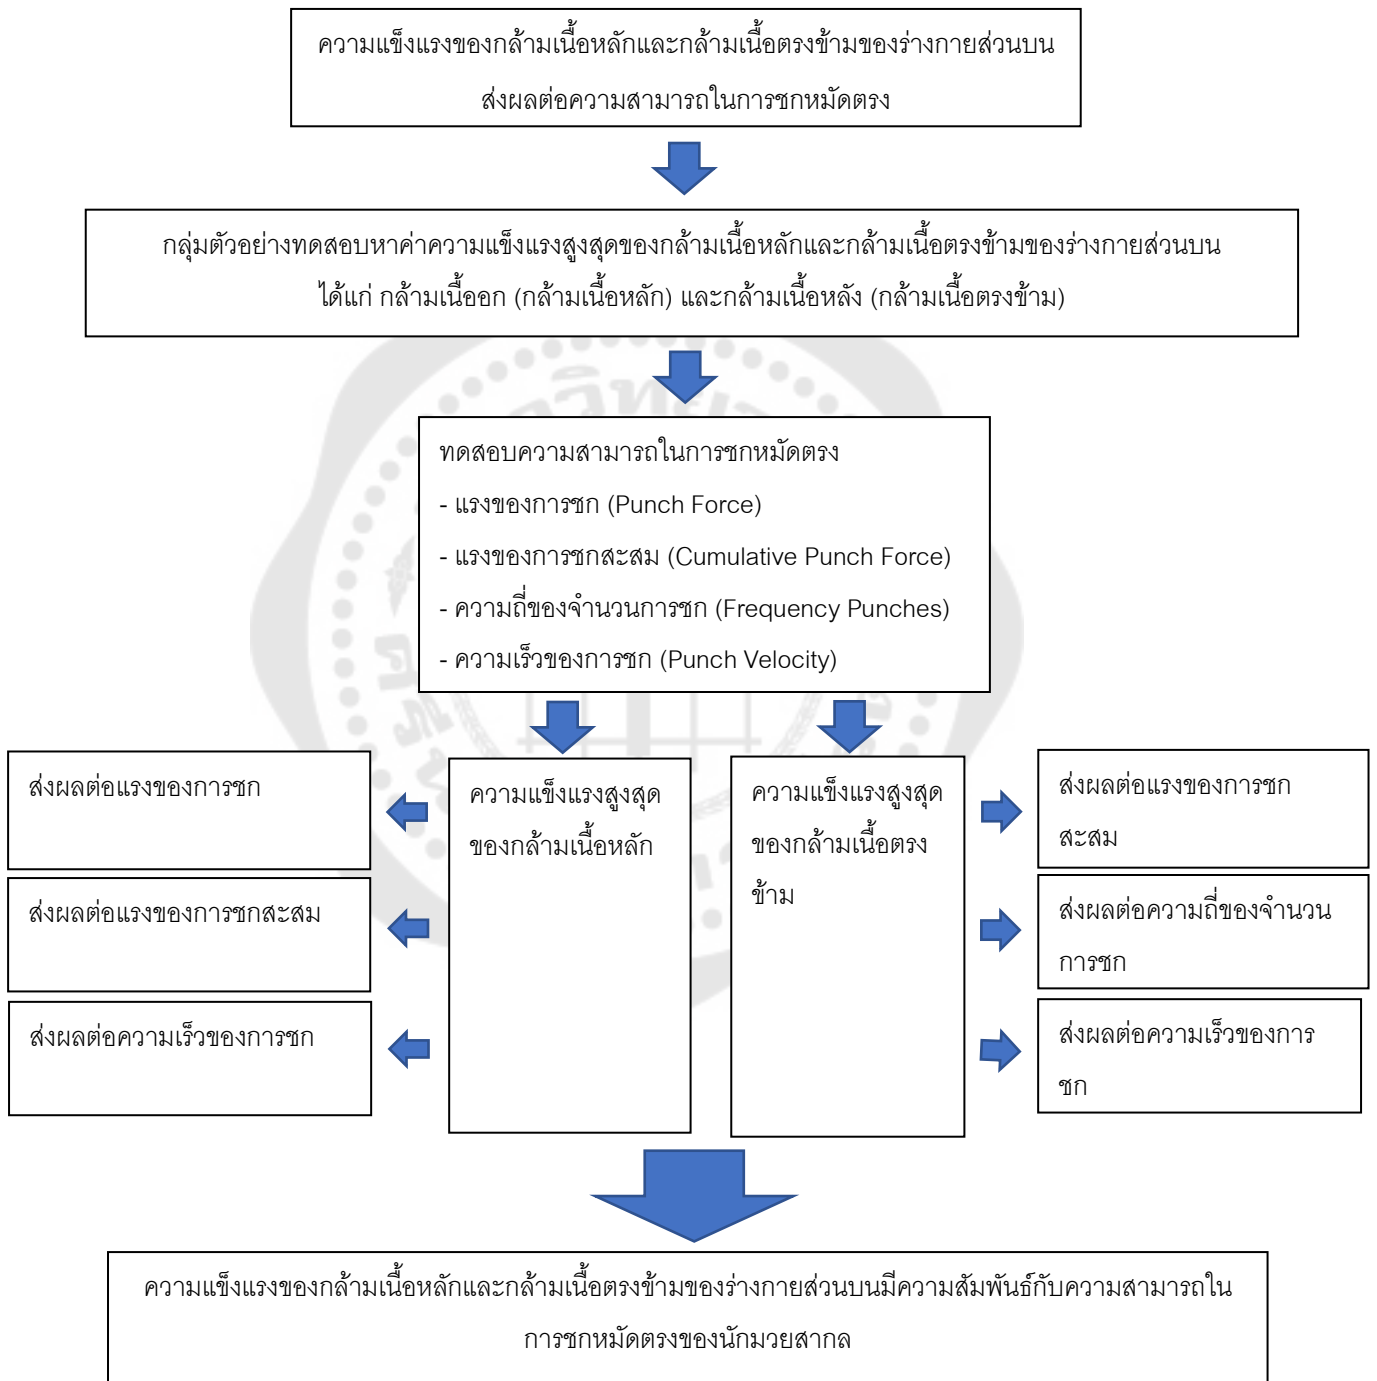 ความแข็งแรงของกล้ามเนื้อหลักและกล้ามเนื้อตรงข้ามของร่างกายส่วนบน
ส่งผลต่อความสามารถในการชกหมัดตรง
กลุ่มตัวอย่างทดสอบหาค่าความแข็งแรงสูงสุดของกล้ามเนื้อหลักและกล้ามเนื้อตรงข้ามของร่างกายส่วนบน
ได้แก่ กล้ามเนื้ออก (กล้ามเนื้อหลัก) และกล้ามเนื้อหลัง (กล้ามเนื้อตรงข้าม)
ทดสอบความสามารถในการชกหมัดตรง
- แรงของการชก (Punch Force)
- แรงของการชกสะสม (Cumulative Punch Force)
- ความถี่ของจำนวนการชก (Frequency Punches)
- ความเร็วของการชก (Punch Velocity)
ส่งผลต่อแรงของการชก
ส่งผลต่อแรงของการชกสะสม
ส่งผลต่อความเร็วของการชก
ความแข็งแรงสูงสุด
ของกล้ามเนื้อหลัก
ความแข็งแรงสูงสุด
ของกล้ามเนื้อตรง
ข้าม
ส่งผลต่อแรงของการชก
สะสม
ส่งผลต่อความถี่ของจำนวน
การชก
ส่งผลต่อความเร็วของการ
ชก
ความแข็งแรงของกล้ามเนื้อหลักและกล้ามเนื้อตรงข้ามของร่างกายส่วนบนมีความสัมพันธ์กับความสามารถใน
การชกหมัดตรงของนักมวยสากล